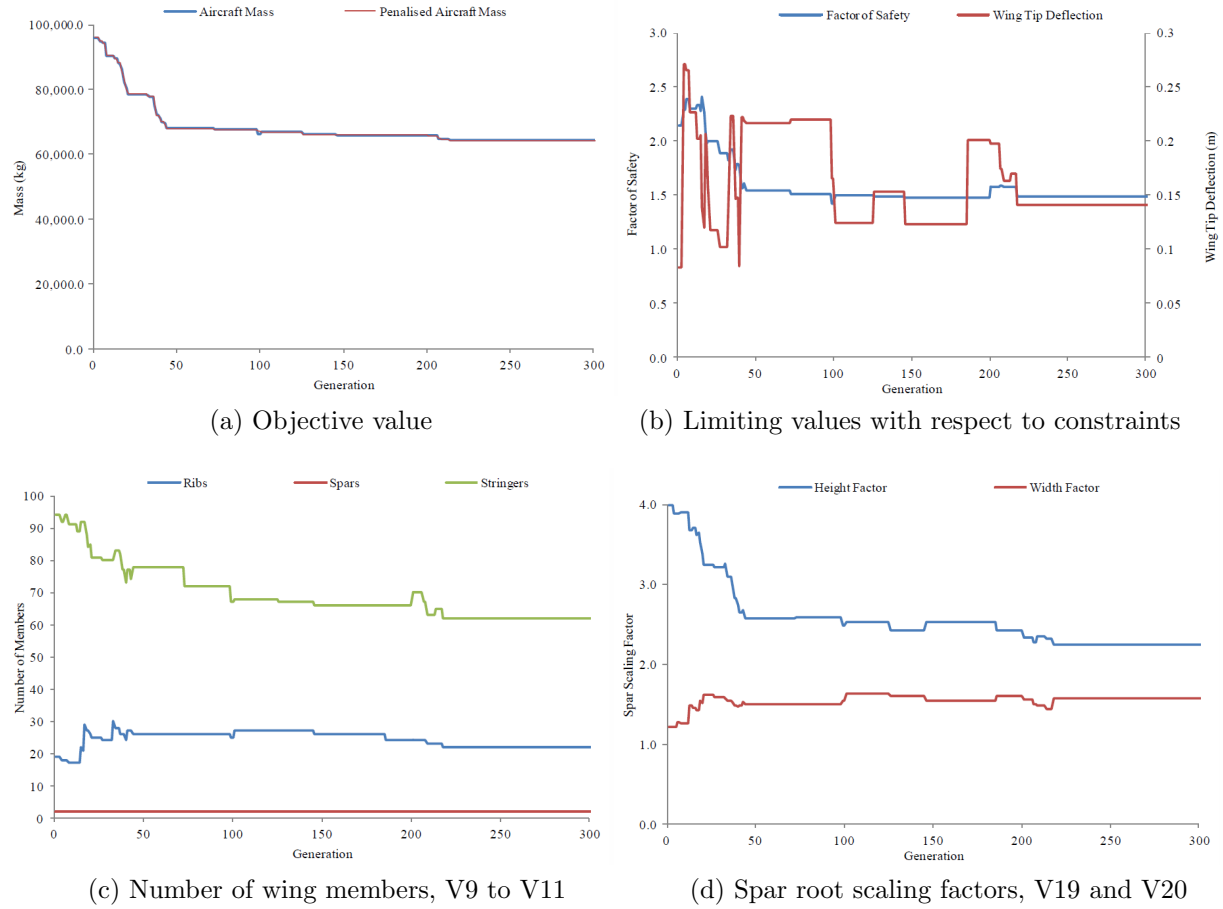 Aircraft Mass Penalised Aircraft Mass
100,000.0
80,000.0
60,000.0
40,000.0
20,000.0
0.0
Mass (kg)
0 50 100 150 200 250 300
Generation
(a) Objective value
Factor of Safety Wing Tip Deflection
3.0
2.5
2.0
1.5
1.0
0.5
0.0
Factor of Safety
0.3
0.25
0.2
0.15
0.1
0.05
0
Wing Tip Deflection (m)
0 50 100 150 200 250 300
Generation
(b) Limiting values with respect to constraints
Ribs Spars Stringers
100
90
80
70
60
50
40
30
20
10
0
Number of Members
0 50 100 150 200 250 300
Generation
(c) Number of wing members, V9 to V11
Height Factor Width Factor
4.0
3.0
2.0
1.0
0.0
Spar Scaling Factor
0 50 100 150 200 250 300
Generation
(d) Spar root scaling factors, V19 and V20